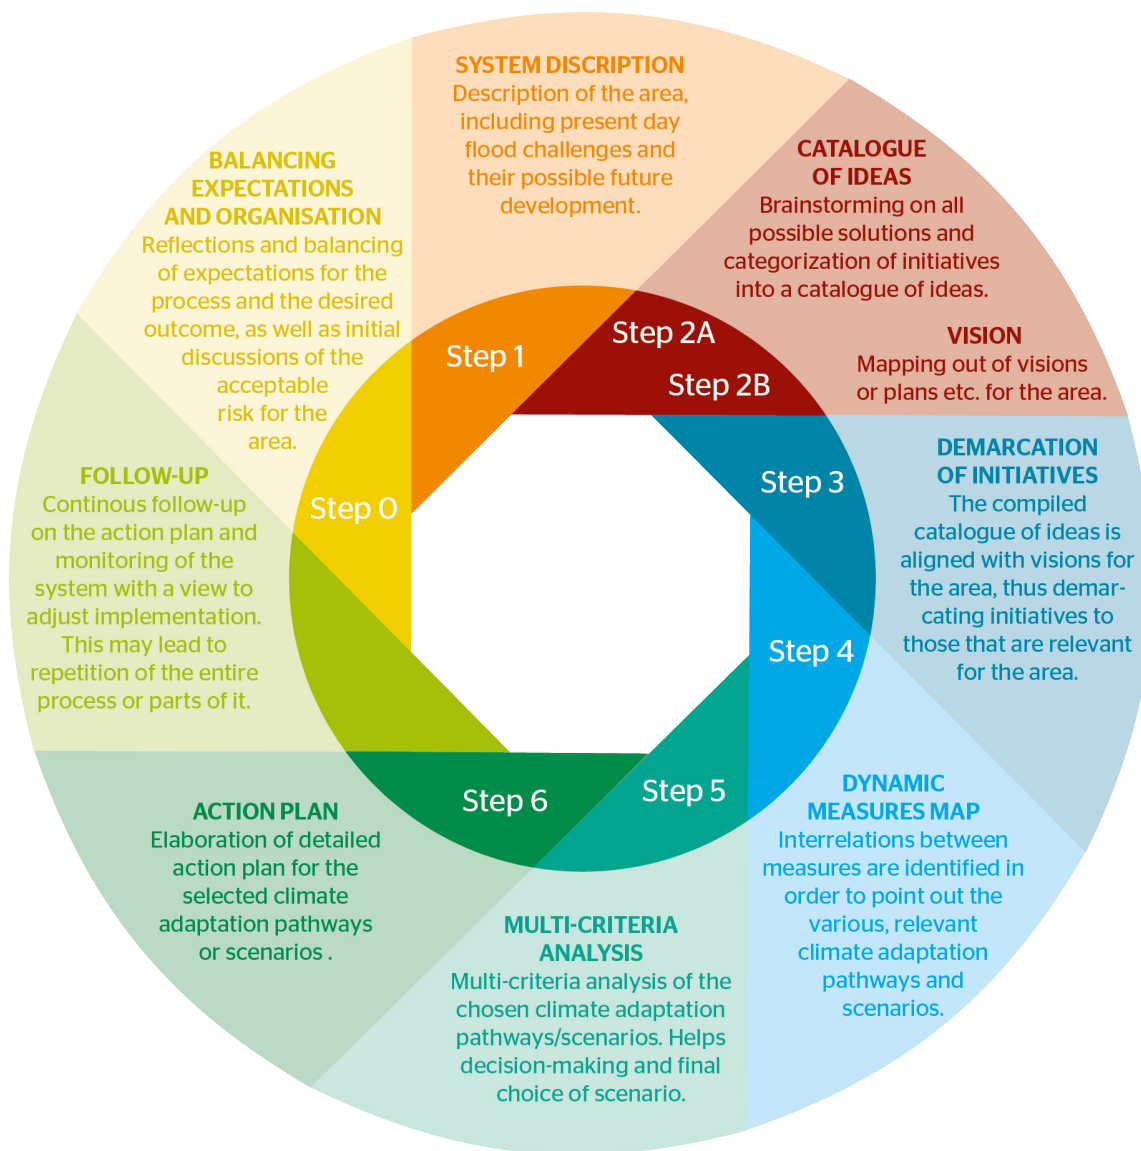 SYSTEM DISCRIPTION
Description of the area,
including present day
flood challenges and
their possible future
development.
CATALOGUE
OF IDEAS
Brainstorming on all
possible solutions and
categorization of initiatives
into a catalogue of ideas.
VISION
Mapping out of visions
or plans etc. for the area.
DEMARCATION
OF INITIATIVES
The compiled
catalogue of ideas is
aligned with visions for
the area, thus demar-
cating initiatives to
those that are relevant
for the area.
DYNAMIC
MEASURES MAP
Interrelations between
measures are identified in
order to point out the
various, relevant
climate adaptation
pathways and
scenarios.
MULTI-CRITERIA
ANALYSIS
Multi-criteria analysis of the
chosen climate adaptation
pathways/scenarios. Helps
decision-making and final
choice of scenario.
ACTION PLAN
Elaboration of detailed
action plan for the
selected climate
adaptation pathways
or scenarios .
FOLLOW-UP
Continous follow-up
on the action plan and
monitoring of the
system with a view to
adjust implementation.
This may lead to
repetition of the entire
process or parts of it.
BALANCING
EXPECTATIONS
AND ORGANISATION
Reflections and balancing
of expectations for the
process and the desired
outcome, as well as initial
discussions of the
acceptable
risk for the
area.
Step 0
Step 1
Step 2A
Step 2B
Step 3
Step 4
Step 5
Step 6